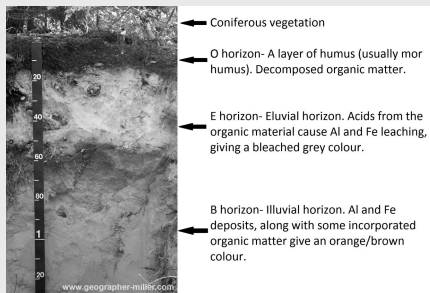 Coniferous vegetation
O horizon- A layer of humus (usually mor
humus). Decomposed organic matter.
E horizon- Eluvial horizon. Acids from the
organic material cause Al and Fe leaching,
giving a bleached grey colour.
B horizon- Illuvial horizon. Al and Fe
deposits, along with some incorporated
organic matter give an orange/brown
colour.
20
40
60
80
1
20
www.geographer-miller.com